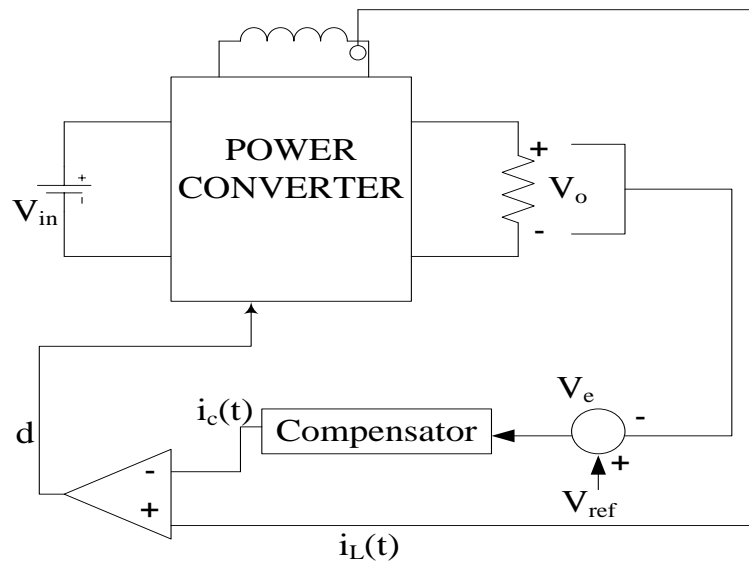 POWER
CONVERTER
+
-
V_in
+
V_o
-
V_e
-
i_c(t)
Compensator
+
d
-
+
V_ref
i_L(t)